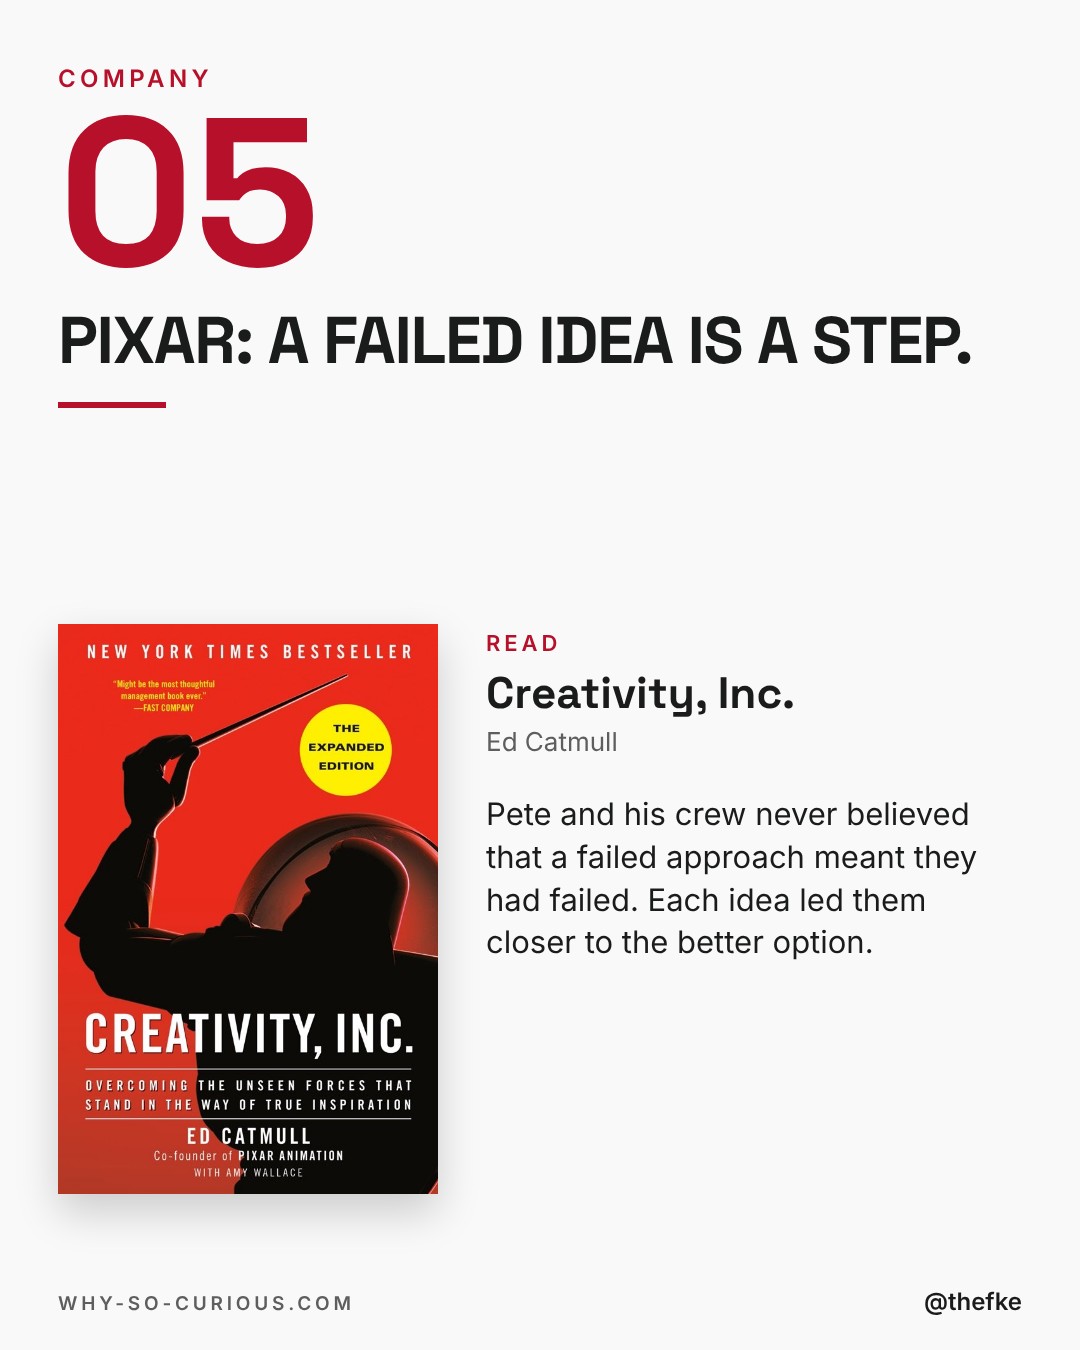 COMPANY
05
PIXAR: A FAILED IDEA IS A STEP.
NEW YORK TIMES BESTSELLER
"Might be the most thoughtful
management book ever."
—FAST COMPANY
THE
EXPANDED
EDITION
CREATIVITY, INC.
OVERCOMING THE UNSEEN FORCES THAT
STAND IN THE WAY OF TRUE INSPIRATION
ED CATMULL
Co-founder of PIXAR ANIMATION
WITH AMY WALLACE
READ
Creativity, Inc.
Ed Catmull
Pete and his crew never believed
that a failed approach meant they
had failed. Each idea led them
closer to the better option.
WHY-SO-CURIOUS.COM
@thefke